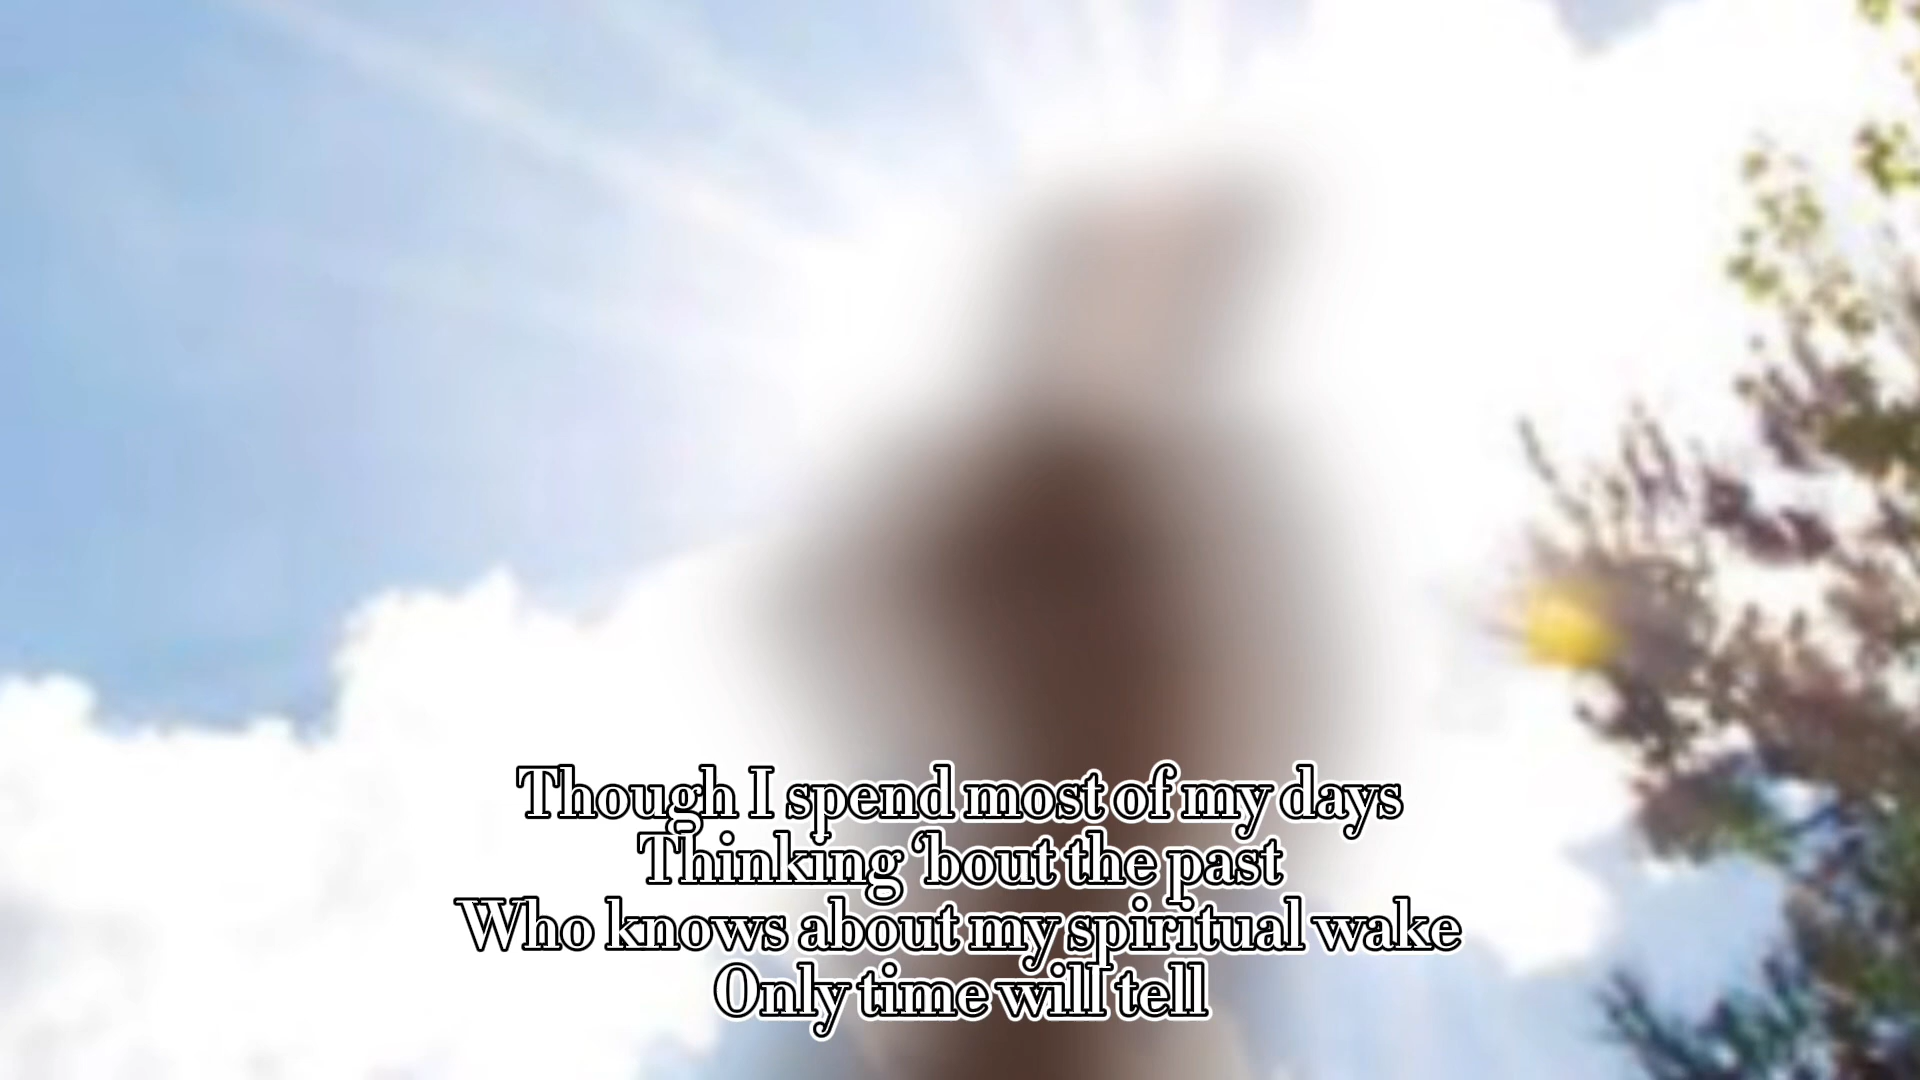 Though I spend most of my days
Thinking ‘bout the past
Who knows about my spiritual wake
Only time will tell